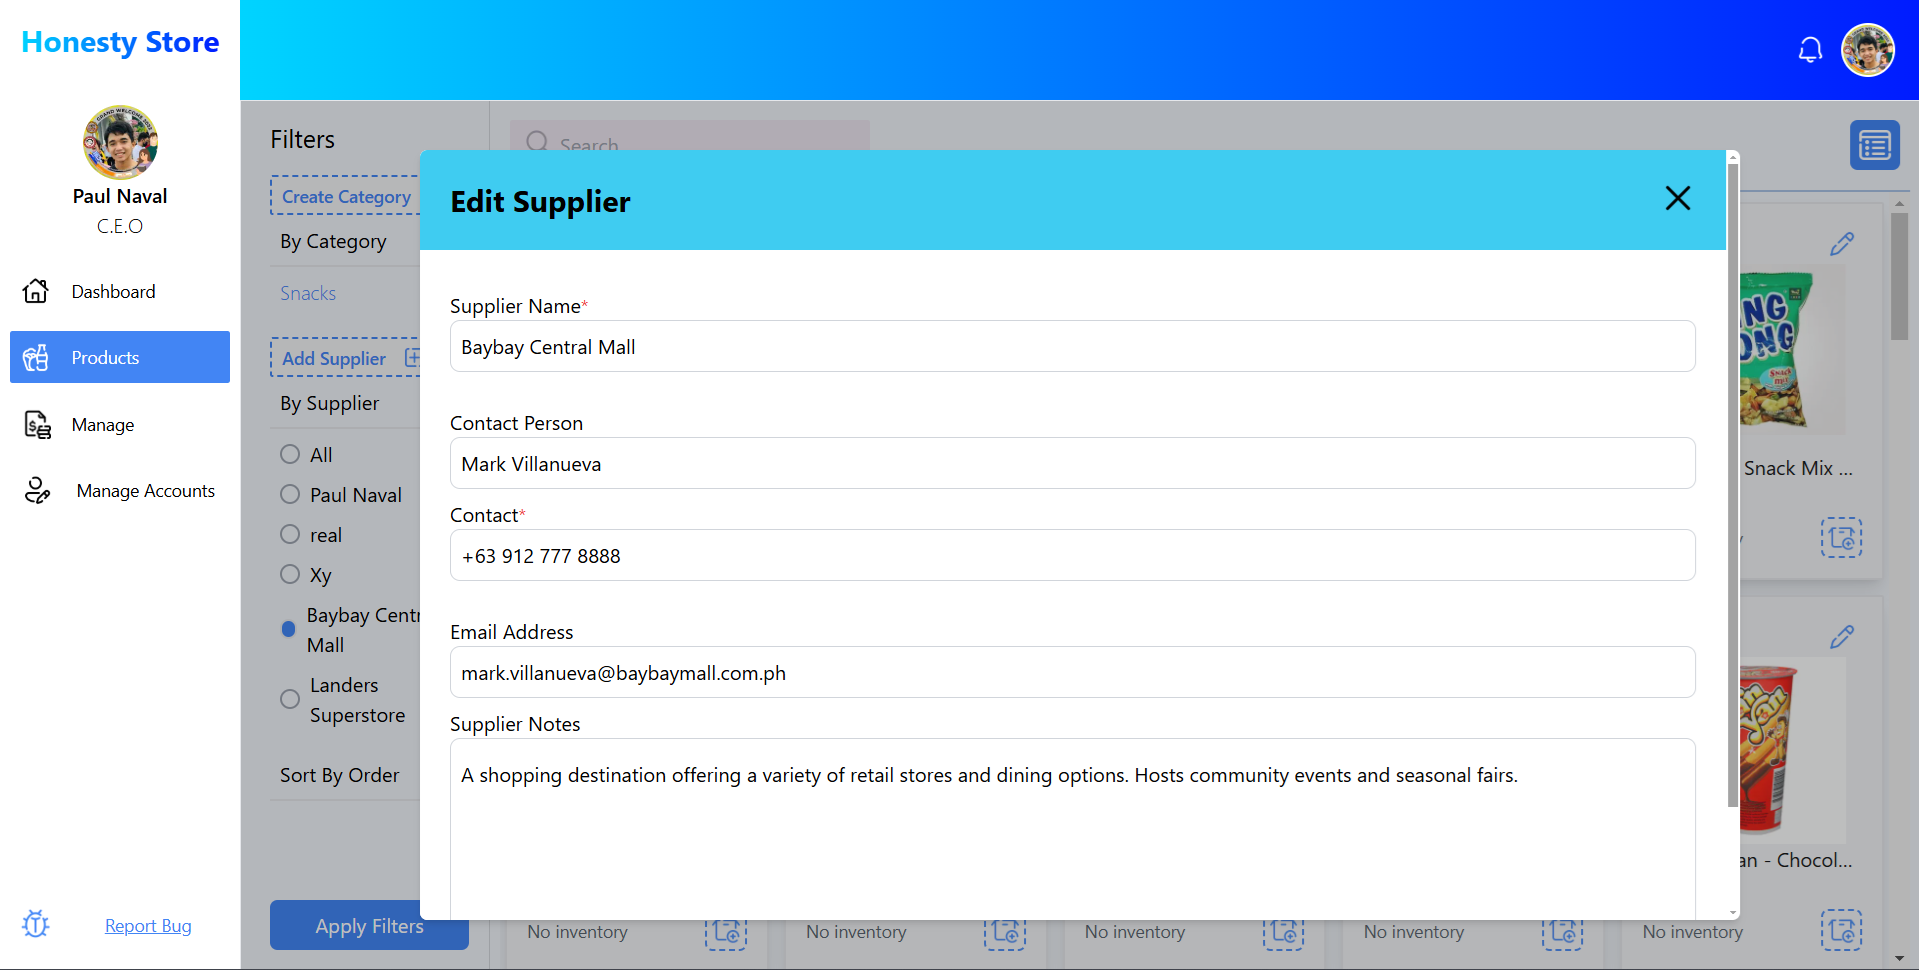 Honesty Store
Paul Naval
C.E.O
Dashboard
Products
Manage
Manage Accounts
Report Bug
Filters
Create Category
By Category
Snacks
Add Supplier
By Supplier
All
Paul Naval
real
Xy
Baybay Centr
Mall
Landers
Superstore
Sort By Order
Apply Filters
Search
Edit Supplier
Supplier Name*
Baybay Central Mall
Contact Person
Mark Villanueva
Contact*
+63 912 777 8888
Email Address
mark.villanueva@baybaymall.com.ph
Supplier Notes
A shopping destination offering a variety of retail stores and dining options. Hosts community events and seasonal fairs.
Snack Mix ...
an - Chocol...
No inventory
No inventory
No inventory
No inventory
No inventory